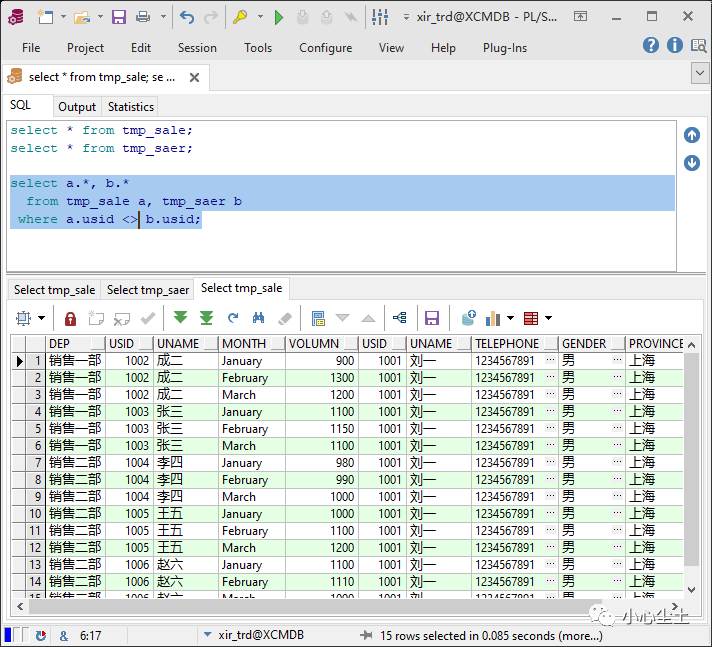 xir_trd@XCMDB - PL/S...
File Project Edit Session Tools Configure View Help Plug-Ins
select * from tmp_sale; se ...
SQL Output Statistics
select * from tmp_sale;
select * from tmp_saer;
select a.*, b.*
from tmp_sale a, tmp_saer b
where a.usid <> b.usid;
Select tmp_sale Select tmp_saer Select tmp_sale
DEP USID UNAME MONTH VOLUMN USID UNAME TELEPHONE GENDER PROVINCE
1 销售一部 1002 成二 January 900 1001 刘一 1234567891 ... 男 ... 上海
2 销售一部 1002 成二 February 1300 1001 刘一 1234567891 ... 男 ... 上海
3 销售一部 1002 成二 March 1200 1001 刘一 1234567891 ... 男 ... 上海
4 销售一部 1003 张三 January 1100 1001 刘一 1234567891 ... 男 ... 上海
5 销售一部 1003 张三 February 1150 1001 刘一 1234567891 ... 男 ... 上海
6 销售一部 1003 张三 March 1100 1001 刘一 1234567891 ... 男 ... 上海
7 销售二部 1004 李四 January 980 1001 刘一 1234567891 ... 男 ... 上海
8 销售二部 1004 李四 February 990 1001 刘一 1234567891 ... 男 ... 上海
9 销售二部 1004 李四 March 1000 1001 刘一 1234567891 ... 男 ... 上海
10 销售二部 1005 王五 January 1000 1001 刘一 1234567891 ... 男 ... 上海
11 销售二部 1005 王五 February 1100 1001 刘一 1234567891 ... 男 ... 上海
12 销售二部 1005 王五 March 1200 1001 刘一 1234567891 ... 男 ... 上海
13 销售二部 1006 赵六 January 1100 1001 刘一 1234567891 ... 男 ... 上海
14 销售二部 1006 赵六 February 1110 1001 刘一 1234567891 ... 男 ... 上海
小心尘土
& 6:17 xir_trd@XCMDB 15 rows selected in 0.085 seconds (more...)